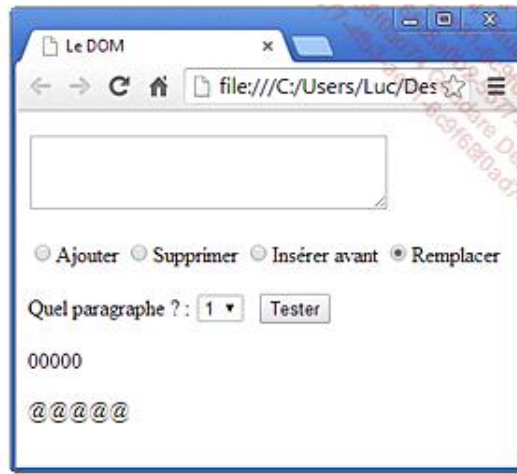 Le DOM
file:///C:/Users/Luc/Des
Ajouter Supprimer Insérer avant Remplacer
Quel paragraphe ? : 1 Tester
00000
@@@@@